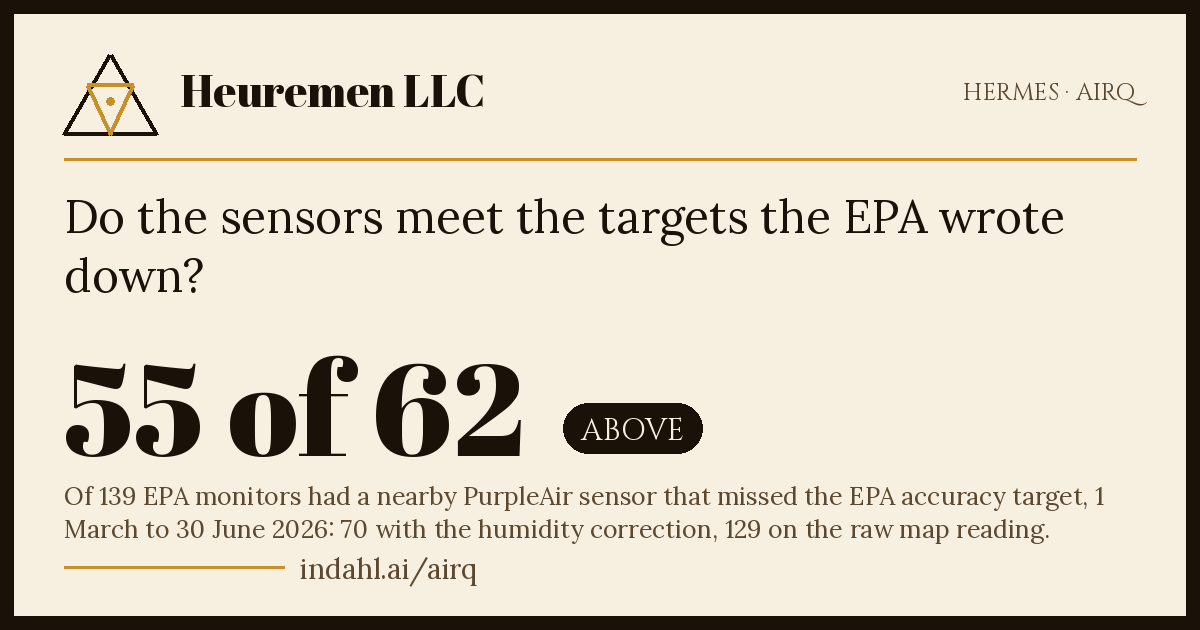 Heuremen LLC
HERMES · AIRQ
Do the sensors meet the targets the EPA wrote
down?
55 of 62
ABOVE
Of 139 EPA monitors had a nearby PurpleAir sensor that missed the EPA accuracy target, 1
March to 30 June 2026: 70 with the humidity correction, 129 on the raw map reading.
indahl.ai/airq